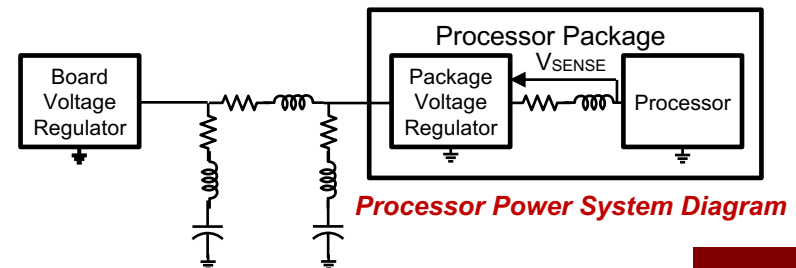 Processor Package
Board
Voltage
Regulator
Package
Voltage
Regulator
VSENSE
Processor
Processor Power System Diagram